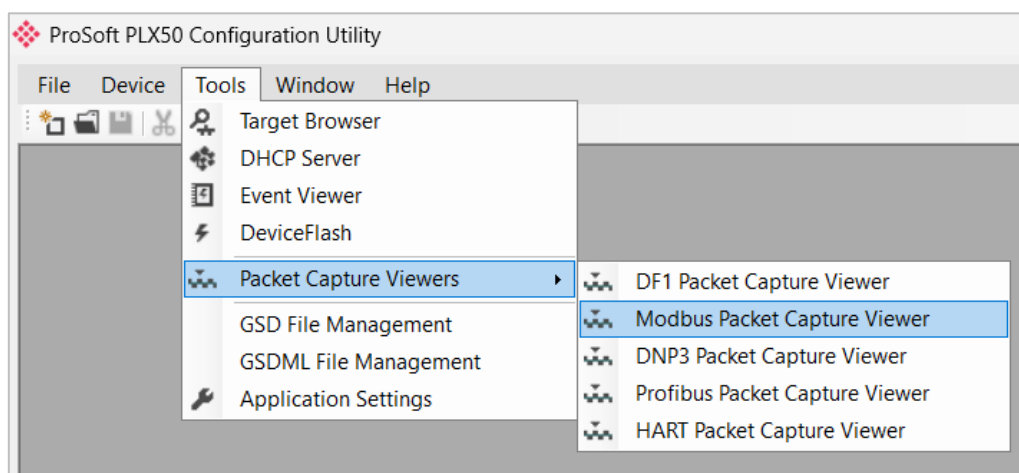 ProSoft PLX50 Configuration Utility
File Device Tools Window Help
Target Browser
DHCP Server
Event Viewer
DeviceFlash
Packet Capture Viewers
GSD File Management
GSDML File Management
Application Settings
DF1 Packet Capture Viewer
Modbus Packet Capture Viewer
DNP3 Packet Capture Viewer
Profibus Packet Capture Viewer
HART Packet Capture Viewer